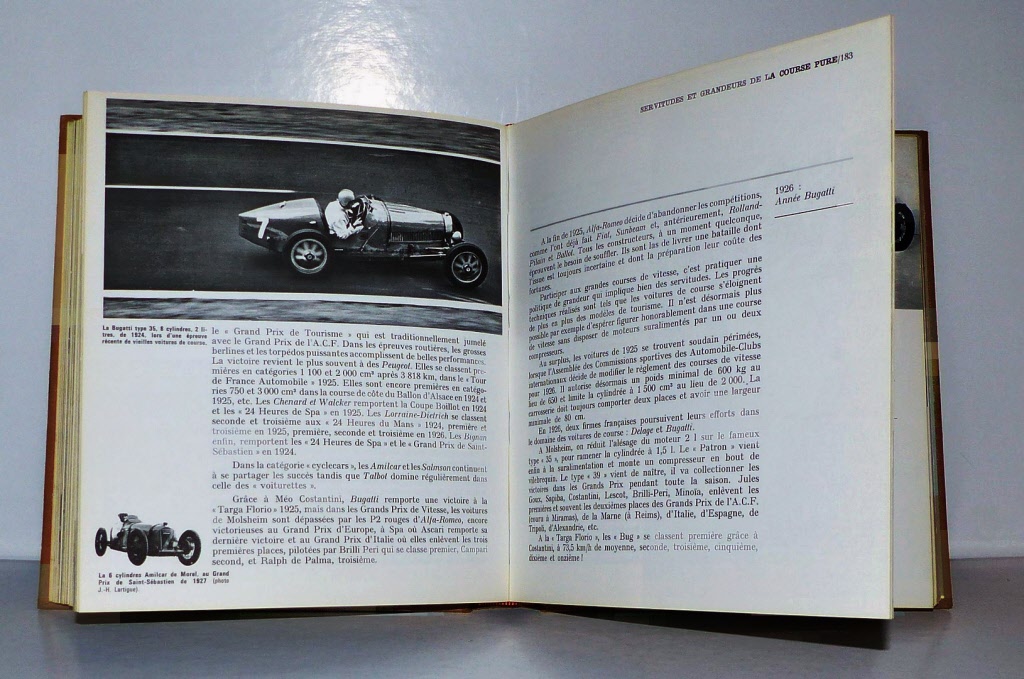 La Bugatti type 35, 8 cylindres, 2 li-
tres, de 1924, lors d'une épreuve
récente de vieilles voitures de course.
le « Grand Prix de Tourisme » qui est traditionnellement jumelé
avec le Grand Prix de l'A.C.F. Dans les épreuves routières, les grosses
berlines et les torpédos puissantes accomplissent de belles performances.
La victoire revient le plus souvent à des Peugeot. Elles se classent pre-
mières en catégories 1 100 et 2 000 cm³ après 3 818 km, dans le « Tour
de France Automobile » 1925. Elles sont encore premières en catégo-
ries 750 et 3 000 cm³ dans la course de côte du Ballon d'Alsace en 1924 et
1925, etc. Les Chenard et Walcker remportent la Coupe Boillot en 1924
et les « 24 Heures de Spa » en 1925. Les Lorraine-Dietrich se classent
seconde et troisième aux « 24 Heures du Mans » 1924, première et
troisième en 1925, première, seconde et troisième en 1926. Les Bignan
enfin, remportent les « 24 Heures de Spa » et le « Grand Prix de Saint-
Sébastien » en 1924.
Dans la catégorie « cyclecars », les Amilcar et les Salmson continuent
à se partager les succès tandis que Talbot domine régulièrement dans
celle des « voiturettes ».
Grâce à Méo Costantini, Bugatti remporte une victoire à la
« Targa Florio » 1925, mais dans les Grands Prix de Vitesse, les voitures
de Molsheim sont dépassées par les P2 rouges d'Alfa-Romeo, encore
victorieuses au Grand Prix d'Europe, à Spa où Ascari remporte sa
dernière victoire et au Grand Prix d'Italie où elles enlèvent les trois
premières places, pilotées par Brilli Peri qui se classe premier, Campari
second, et Ralph de Palma, troisième.
La 6 cylindres Amilcar de Morel, au Grand
Prix de Saint-Sébastien de 1927 (photo
J.-H. Lartigue).
SERVITUDES ET GRANDEURS DE LA COURSE PURE/183
1926 :
Année Bugatti
A la fin de 1925, Alfa-Romeo décide d'abandonner les compétitions,
comme l'ont déjà fait Fiat, Sunbeam et, antérieurement, Rolland-
Pilain et Ballot. Tous les constructeurs, à un moment quelconque,
éprouvent le besoin de souffler. Ils sont las de livrer une bataille dont
l'issue est toujours incertaine et dont la préparation leur coûte des
fortunes.
Participer aux grandes courses de vitesse, c'est pratiquer une
politique de grandeur qui implique bien des servitudes. Les progrès
techniques réalisés sont tels que les voitures de course s'éloignent
de plus en plus des modèles de tourisme. Il n'est désormais plus
possible par exemple d'espérer figurer honorablement dans une course
de vitesse sans disposer de moteurs suralimentés par un ou deux
compresseurs.
Au surplus, les voitures de 1925 se trouvent soudain périmées,
lorsque l'Assemblée des Commissions sportives des Automobile-Clubs
internationaux décide de modifier le règlement des courses de vitesse
pour 1926. Il autorise désormais un poids minimal de 600 kg au
lieu de 650 et limite la cylindrée à 1 500 cm³ au lieu de 2 000. La
carrosserie doit toujours comporter deux places et avoir une largeur
minimale de 80 cm.
En 1926, deux firmes françaises poursuivent leurs efforts dans
le domaine des voitures de course : Delage et Bugatti.
A Molsheim, on réduit l'alésage du moteur 2 l sur le fameux
type « 35 », pour ramener la cylindrée à 1,5 l. Le « Patron » vient
enfin à la suralimentation et monte un compresseur en bout de
vilebrequin. Le type « 39 » vient de naître, il va collectionner les
victoires dans les Grands Prix pendant toute la saison. Jules
Goux, Sapiba, Costantini, Lescot, Brilli-Peri, Minoïa, enlèvent les
premières et souvent les deuxièmes places des Grands Prix de l'A.C.F.
(couru à Miramas), de la Marne (à Reims), d'Italie, d'Espagne, de
Tripoli, d'Alexandrie, etc.
A la « Targa Florio », les « Bug » se classent première grâce à
Costantini, à 73,5 km/h de moyenne, seconde, troisième, cinquième,
dixième et onzième !